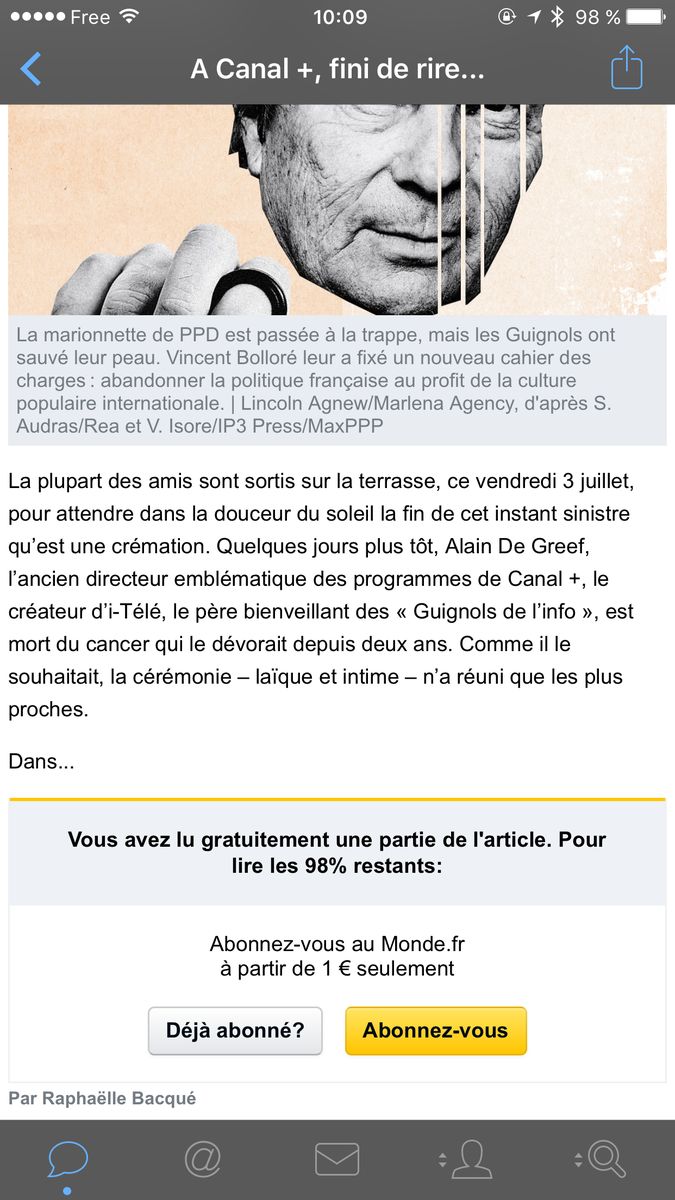 Free 10:09 98 %
A Canal +, fini de rire...
La marionnette de PPD est passée à la trappe, mais les Guignols ont
sauvé leur peau. Vincent Bolloré leur a fixé un nouveau cahier des
charges : abandonner la politique française au profit de la culture
populaire internationale. | Lincoln Agnew/Marlena Agency, d'après S.
Audras/Rea et V. Isore/IP3 Press/MaxPPP
La plupart des amis sont sortis sur la terrasse, ce vendredi 3 juillet,
pour attendre dans la douceur du soleil la fin de cet instant sinistre
qu’est une crémation. Quelques jours plus tôt, Alain De Greef,
l’ancien directeur emblématique des programmes de Canal +, le
créateur d’i-Télé, le père bienveillant des « Guignols de l’info », est
mort du cancer qui le dévorait depuis deux ans. Comme il le
souhaitait, la cérémonie – laïque et intime – n’a réuni que les plus
proches.
Dans...
Vous avez lu gratuitement une partie de l'article. Pour
lire les 98% restants:
Abonnez-vous au Monde.fr
à partir de 1 € seulement
Déjà abonné? Abonnez-vous
Par Raphaëlle Bacqué